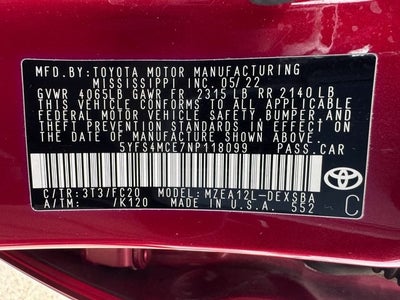 MFD.BY:TOYOTA MOTOR MANUFACTURING
MISSISSIPPI INC. 05/22
GVWR 4065LB GAWR FR 2315 LB RR 2140 LB
THIS VEHICLE CONFORMS TO ALL APPLICABLE
FEDERAL MOTOR VEHICLE SAFETY, BUMPER, AND
THEFT PREVENTION STANDARDS IN EFFECT ON
THE DATE OF MANUFACTURE SHOWN ABOVE.
5YFS4MCE7NP118099 PASS.CAR
C/TR:3T3/FC20 MODEL:MZEA12L-DEXSBA
A/TM: /K120 MADE IN U.S.A. 552
TOYOTA
C